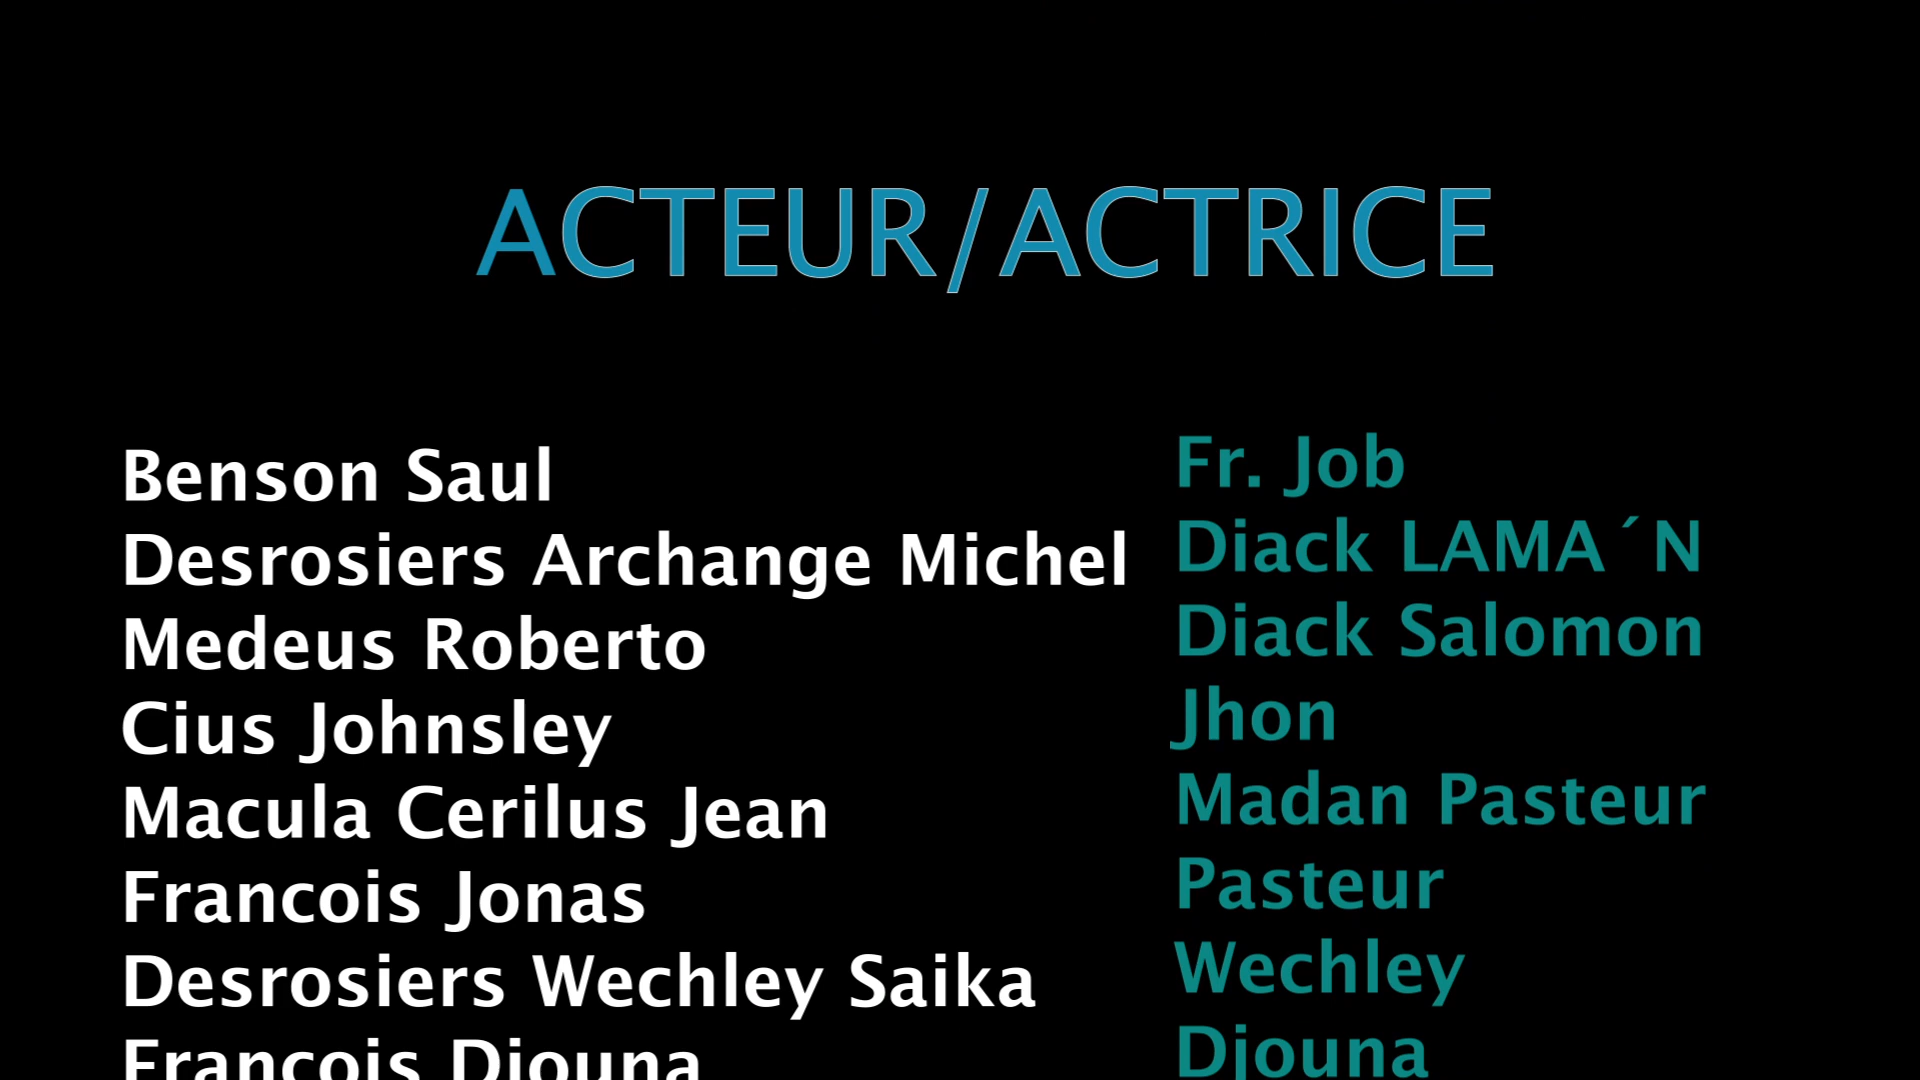 ACTEUR/ACTRICE
Benson Saul Fr. Job
Desrosiers Archange Michel Diack LAMA´N
Medeus Roberto Diack Salomon
Cius Johnsley Jhon
Macula Cerilus Jean Madan Pasteur
Francois Jonas Pasteur
Desrosiers Wechley Saika Wechley
Francois Djouna Djouna